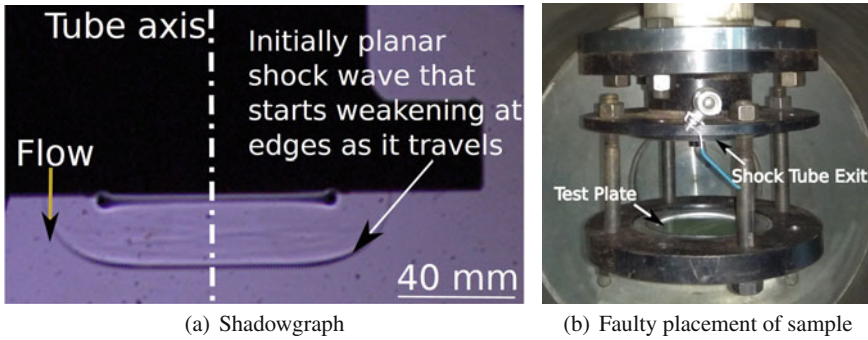 Tube axis
Initially planar
shock wave that
starts weakening at
edges as it travels
Flow
40 mm
Shock Tube Exit
Test Plate
(a) Shadowgraph
(b) Faulty placement of sample